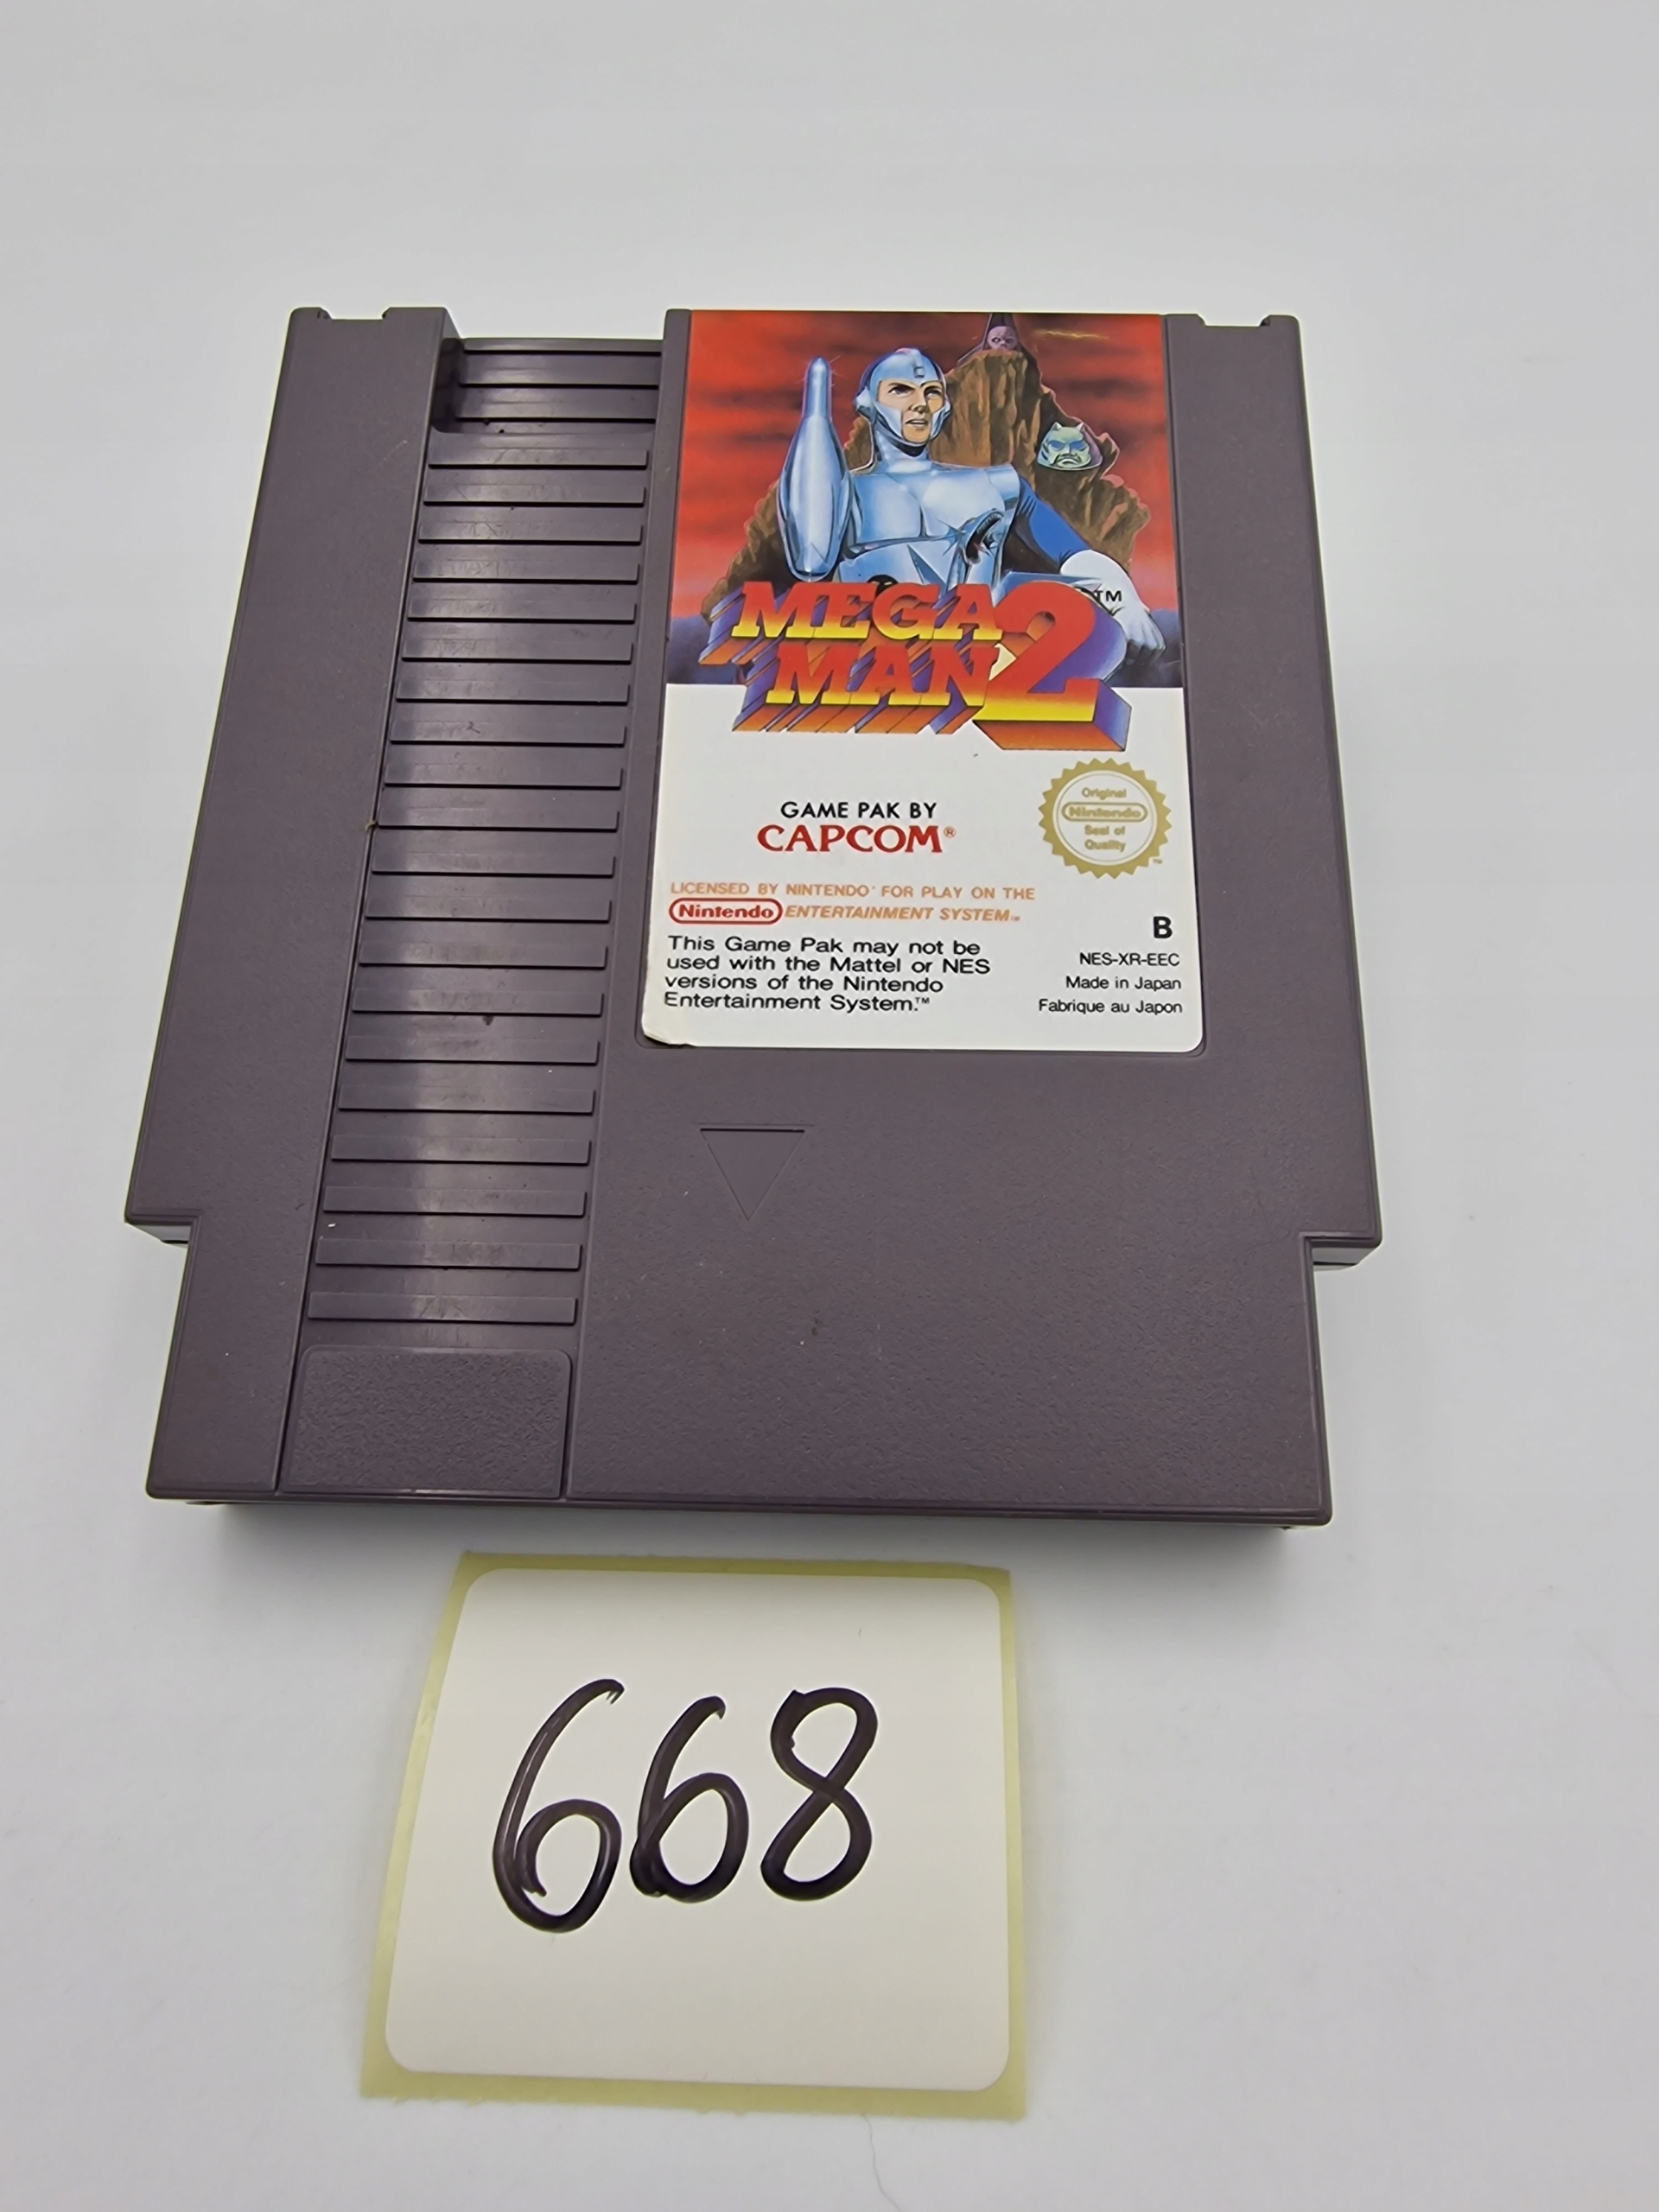 MEGA
MAN 2 ™
GAME PAK BY
CAPCOM®
Original
Nintendo
Seal of
Quality
™
LICENSED BY NINTENDO® FOR PLAY ON THE
Nintendo ENTERTAINMENT SYSTEM™
B
This Game Pak may not be
used with the Mattel or NES
versions of the Nintendo
Entertainment System.™
NES-XR-EEC
Made in Japan
Fabrique au Japon
668